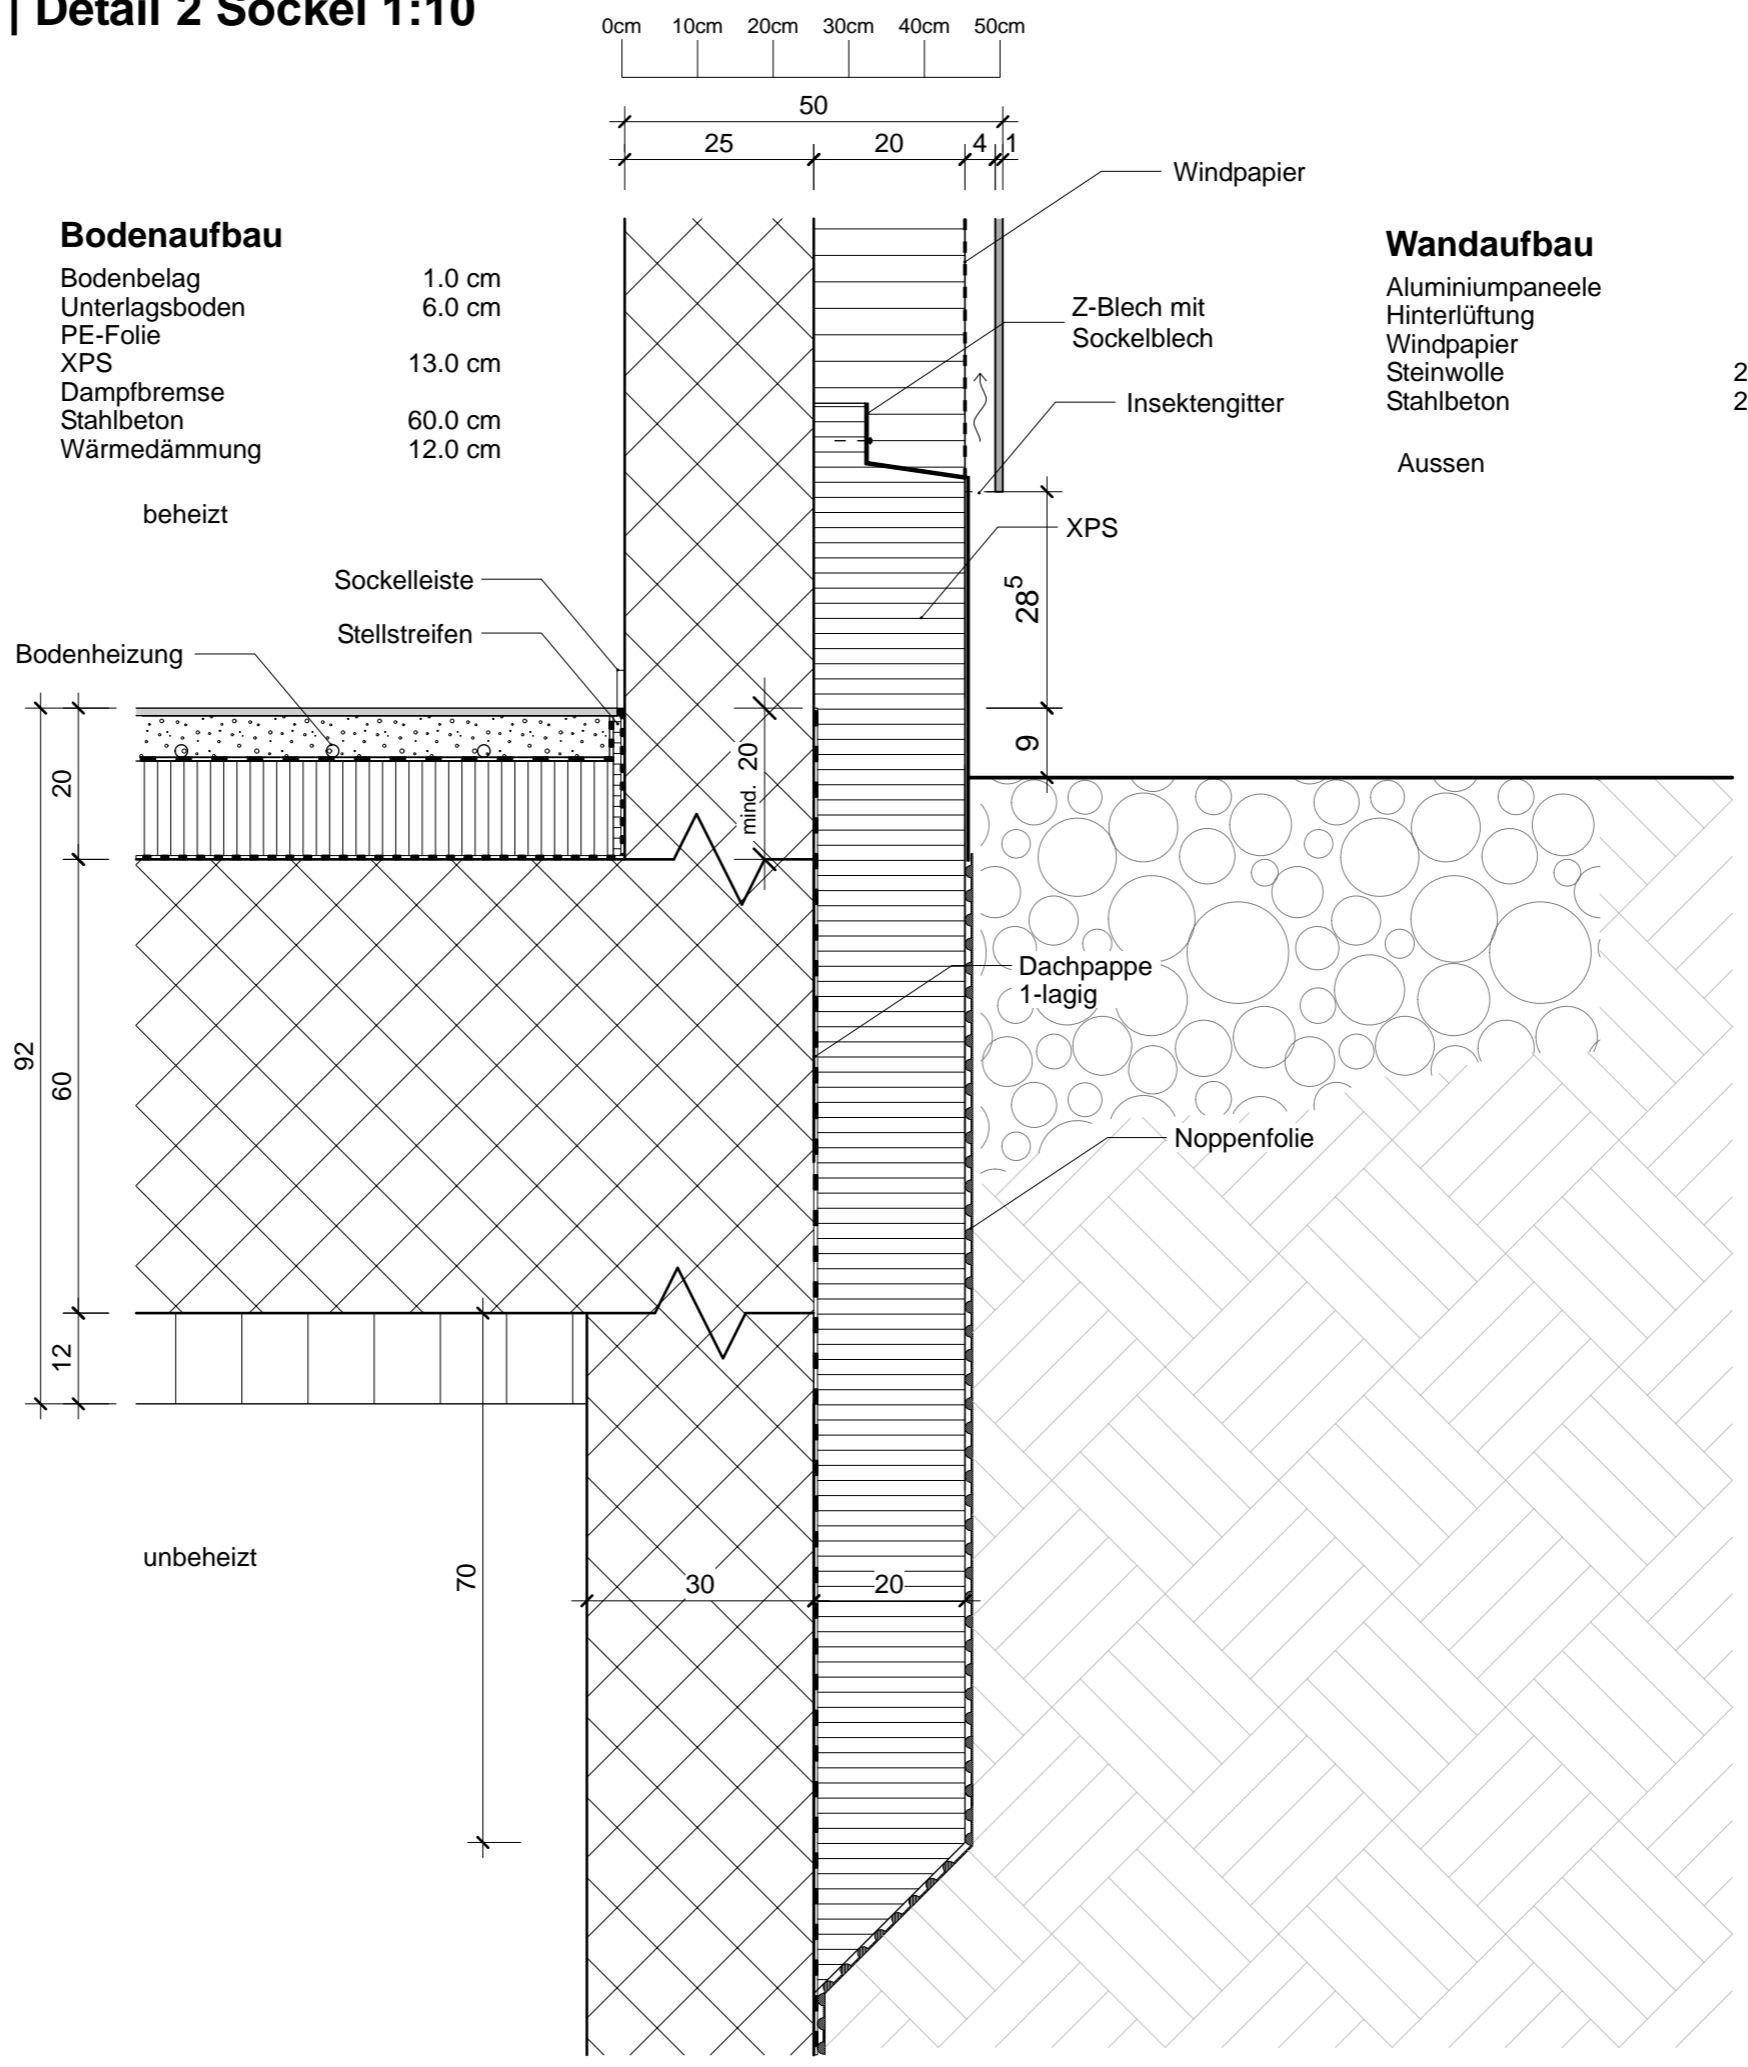 | Detail 2 Sockel 1:10
0cm 10cm 20cm 30cm 40cm 50cm
50
25 20 4 1
Windpapier
Bodenaufbau
Bodenbelag 1.0 cm
Unterlagsboden 6.0 cm
PE-Folie
XPS 13.0 cm
Dampfbremse
Stahlbeton 60.0 cm
Wärmedämmung 12.0 cm
Wandaufbau
Aluminiumpaneele
Hinterlüftung
Windpapier
Steinwolle 2
Stahlbeton 2
Z-Blech mit
Sockelblech
Insektengitter
Aussen
beheizt
XPS
Sockelleiste
Stellstreifen
Bodenheizung
28⁵
9
mind. 20
20
92
60
12
Dachpappe
1-lagig
Noppenfolie
unbeheizt
70
30 20